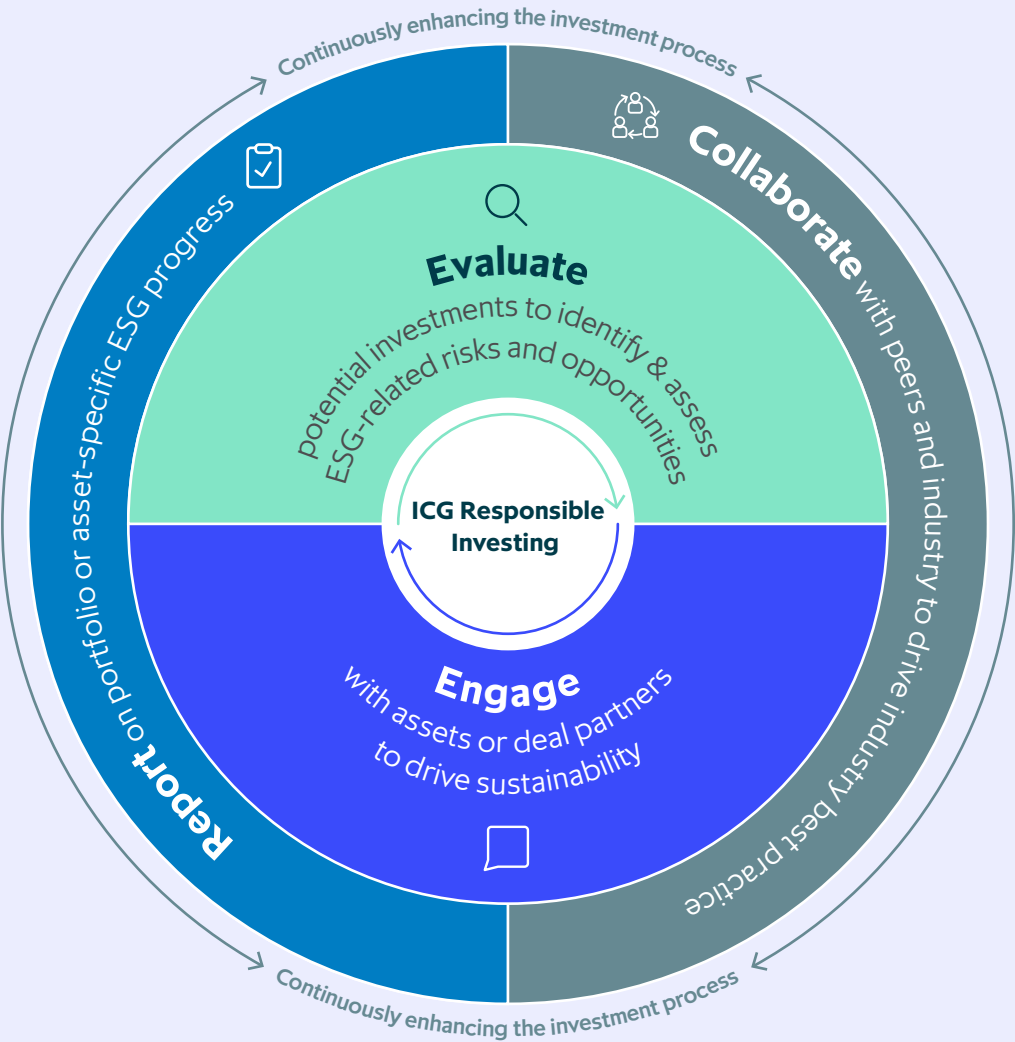 Continuously enhancing the investment process
Report on portfolio or asset-specific ESG progress
Collaborate with peers and industry to drive industry best practice
Evaluate
potential investments to identify & assess
ESG-related risks and opportunities
ICG Responsible
Investing
Engage
with assets or deal partners
to drive sustainability
Continuously enhancing the investment process